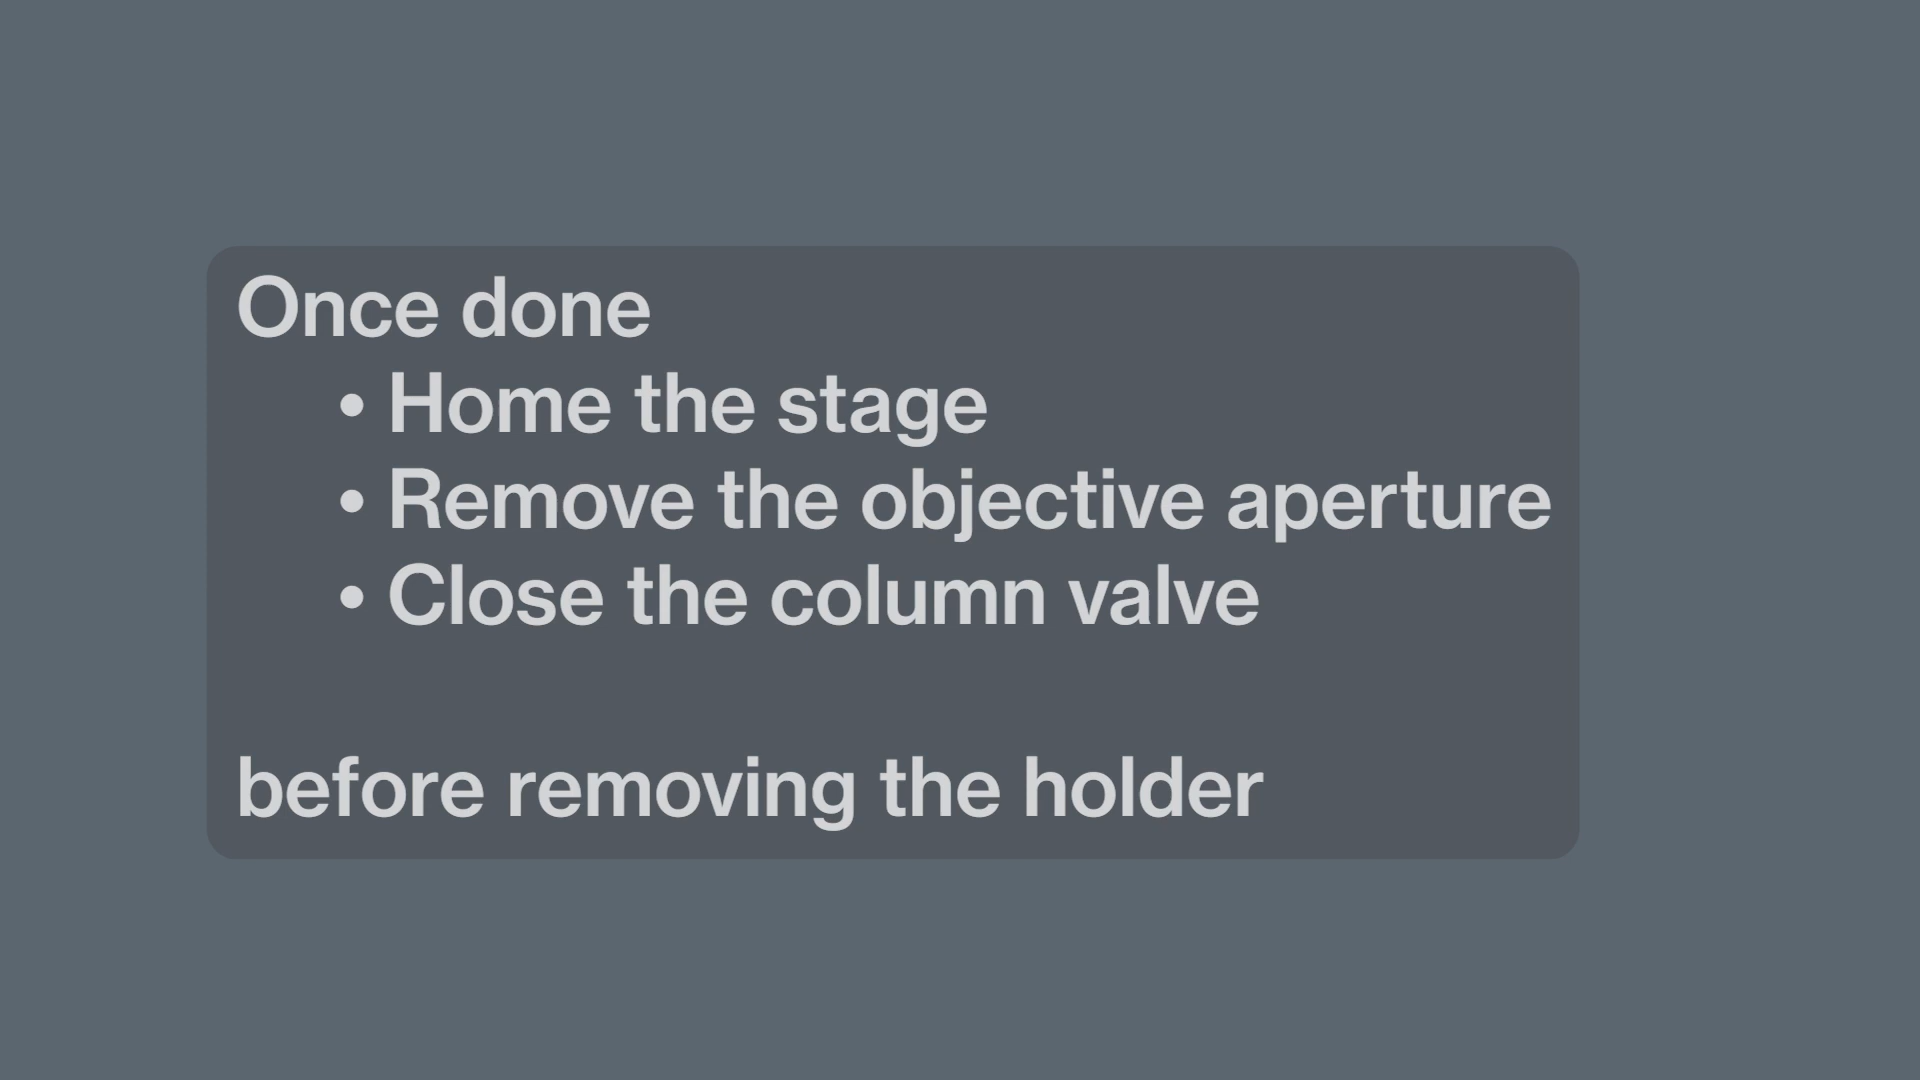 Once done
• Home the stage
• Remove the objective aperture
• Close the column valve
before removing the holder